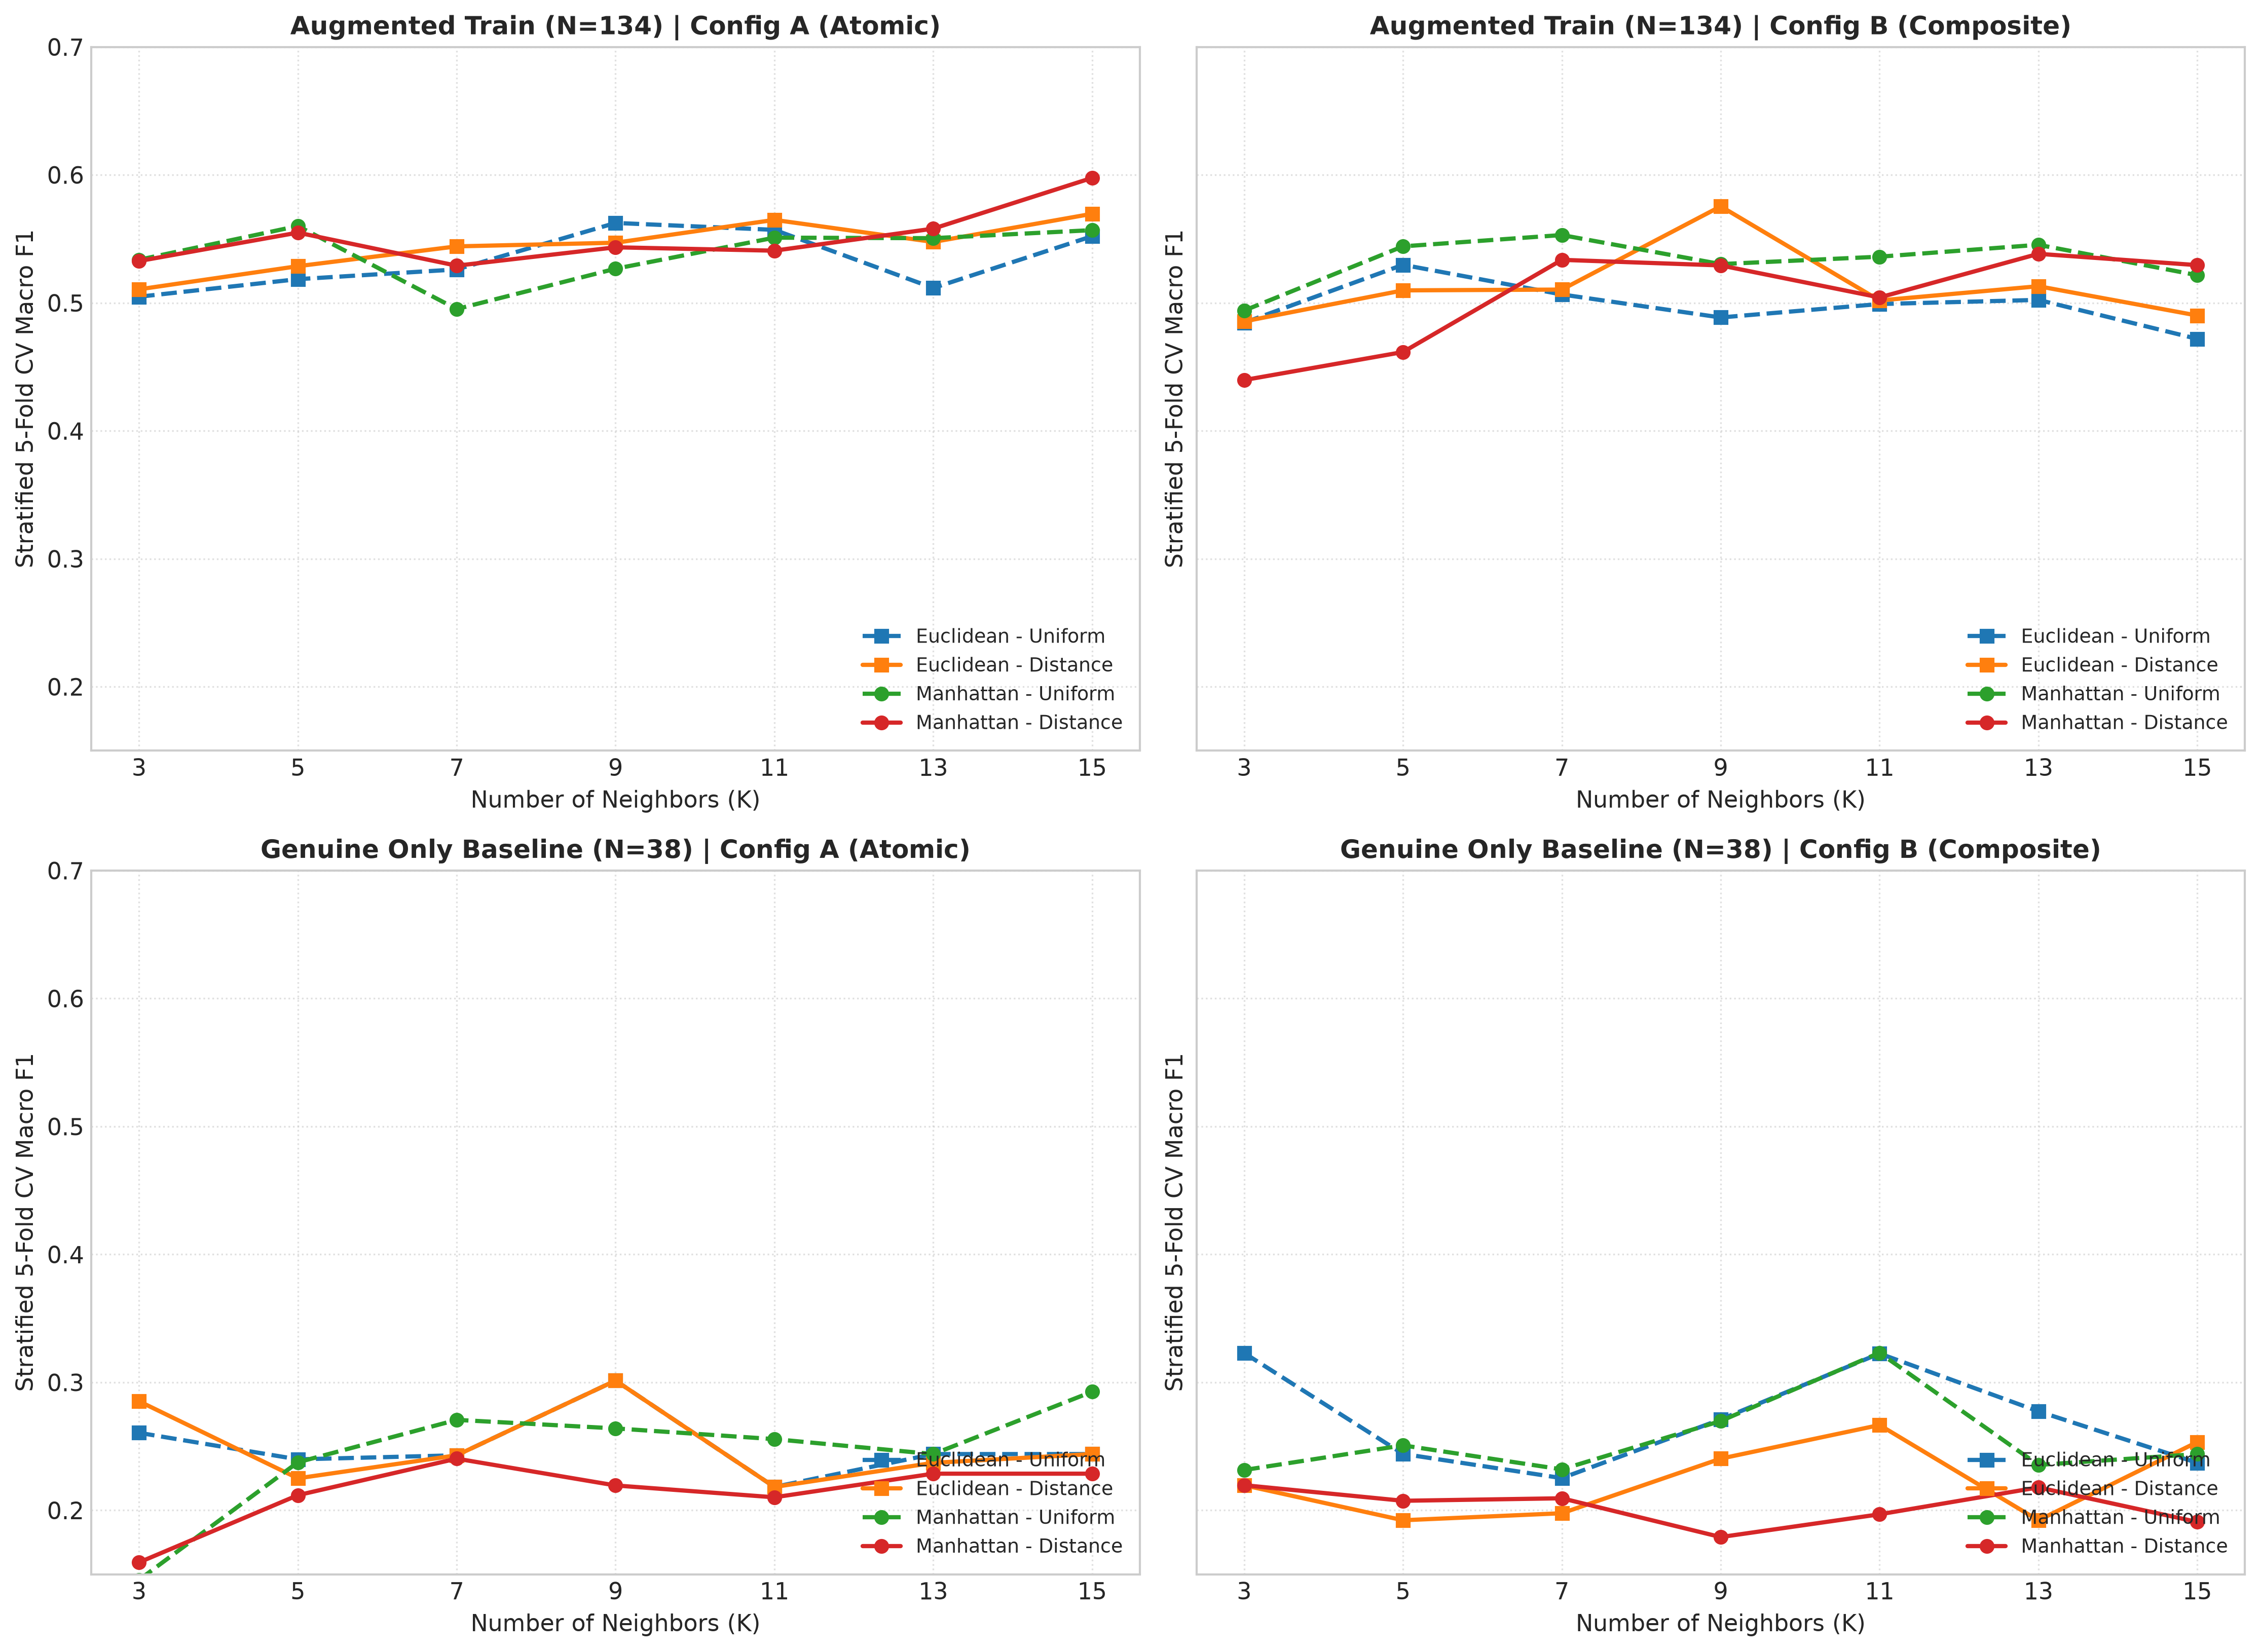 Augmented Train (N=134) | Config A (Atomic)
0.7
0.6
0.5
0.4
0.3
0.2
Stratified 5-Fold CV Macro F1
Euclidean - Uniform
Euclidean - Distance
Manhattan - Uniform
Manhattan - Distance
3 5 7 9 11 13 15
Number of Neighbors (K)
Augmented Train (N=134) | Config B (Composite)
Stratified 5-Fold CV Macro F1
Euclidean - Uniform
Euclidean - Distance
Manhattan - Uniform
Manhattan - Distance
3 5 7 9 11 13 15
Number of Neighbors (K)
Genuine Only Baseline (N=38) | Config A (Atomic)
0.7
0.6
0.5
0.4
0.3
0.2
Stratified 5-Fold CV Macro F1
Euclidean - Uniform
Euclidean - Distance
Manhattan - Uniform
Manhattan - Distance
3 5 7 9 11 13 15
Number of Neighbors (K)
Genuine Only Baseline (N=38) | Config B (Composite)
Stratified 5-Fold CV Macro F1
Euclidean - Uniform
Euclidean - Distance
Manhattan - Uniform
Manhattan - Distance
3 5 7 9 11 13 15
Number of Neighbors (K)